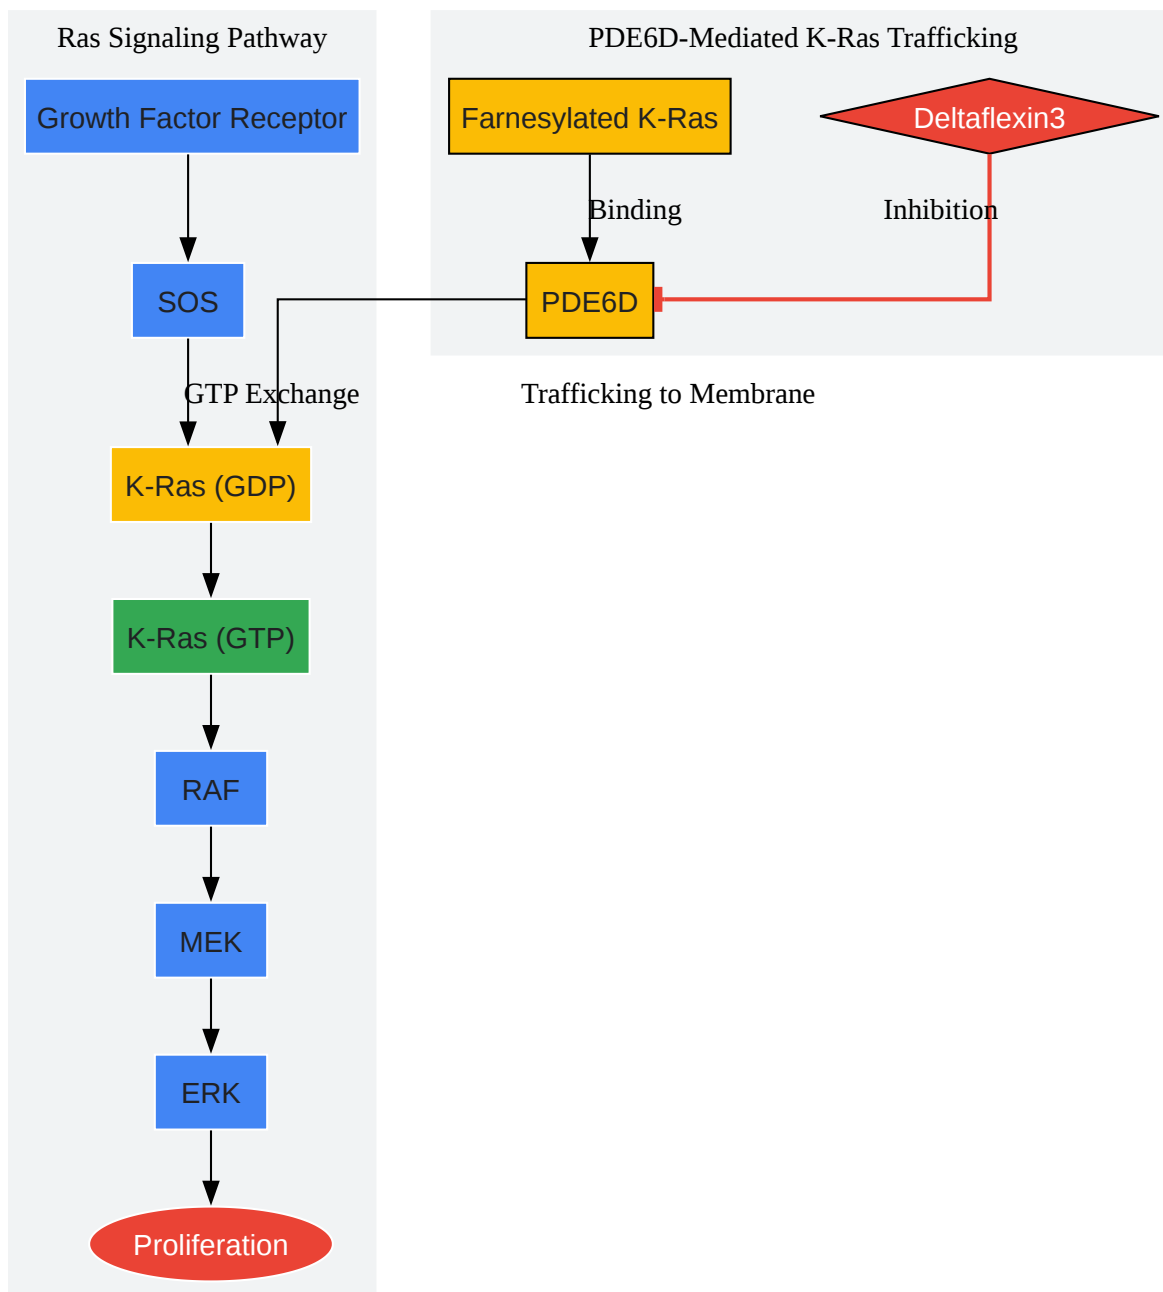 Ras Signaling Pathway
PDE6D-Mediated K-Ras Trafficking
Growth Factor Receptor
Farnesylated K-Ras
Deltaflexin3
Binding
Inhibition
SOS
PDE6D
GTP Exchange
Trafficking to Membrane
K-Ras (GDP)
K-Ras (GTP)
RAF
MEK
ERK
Proliferation